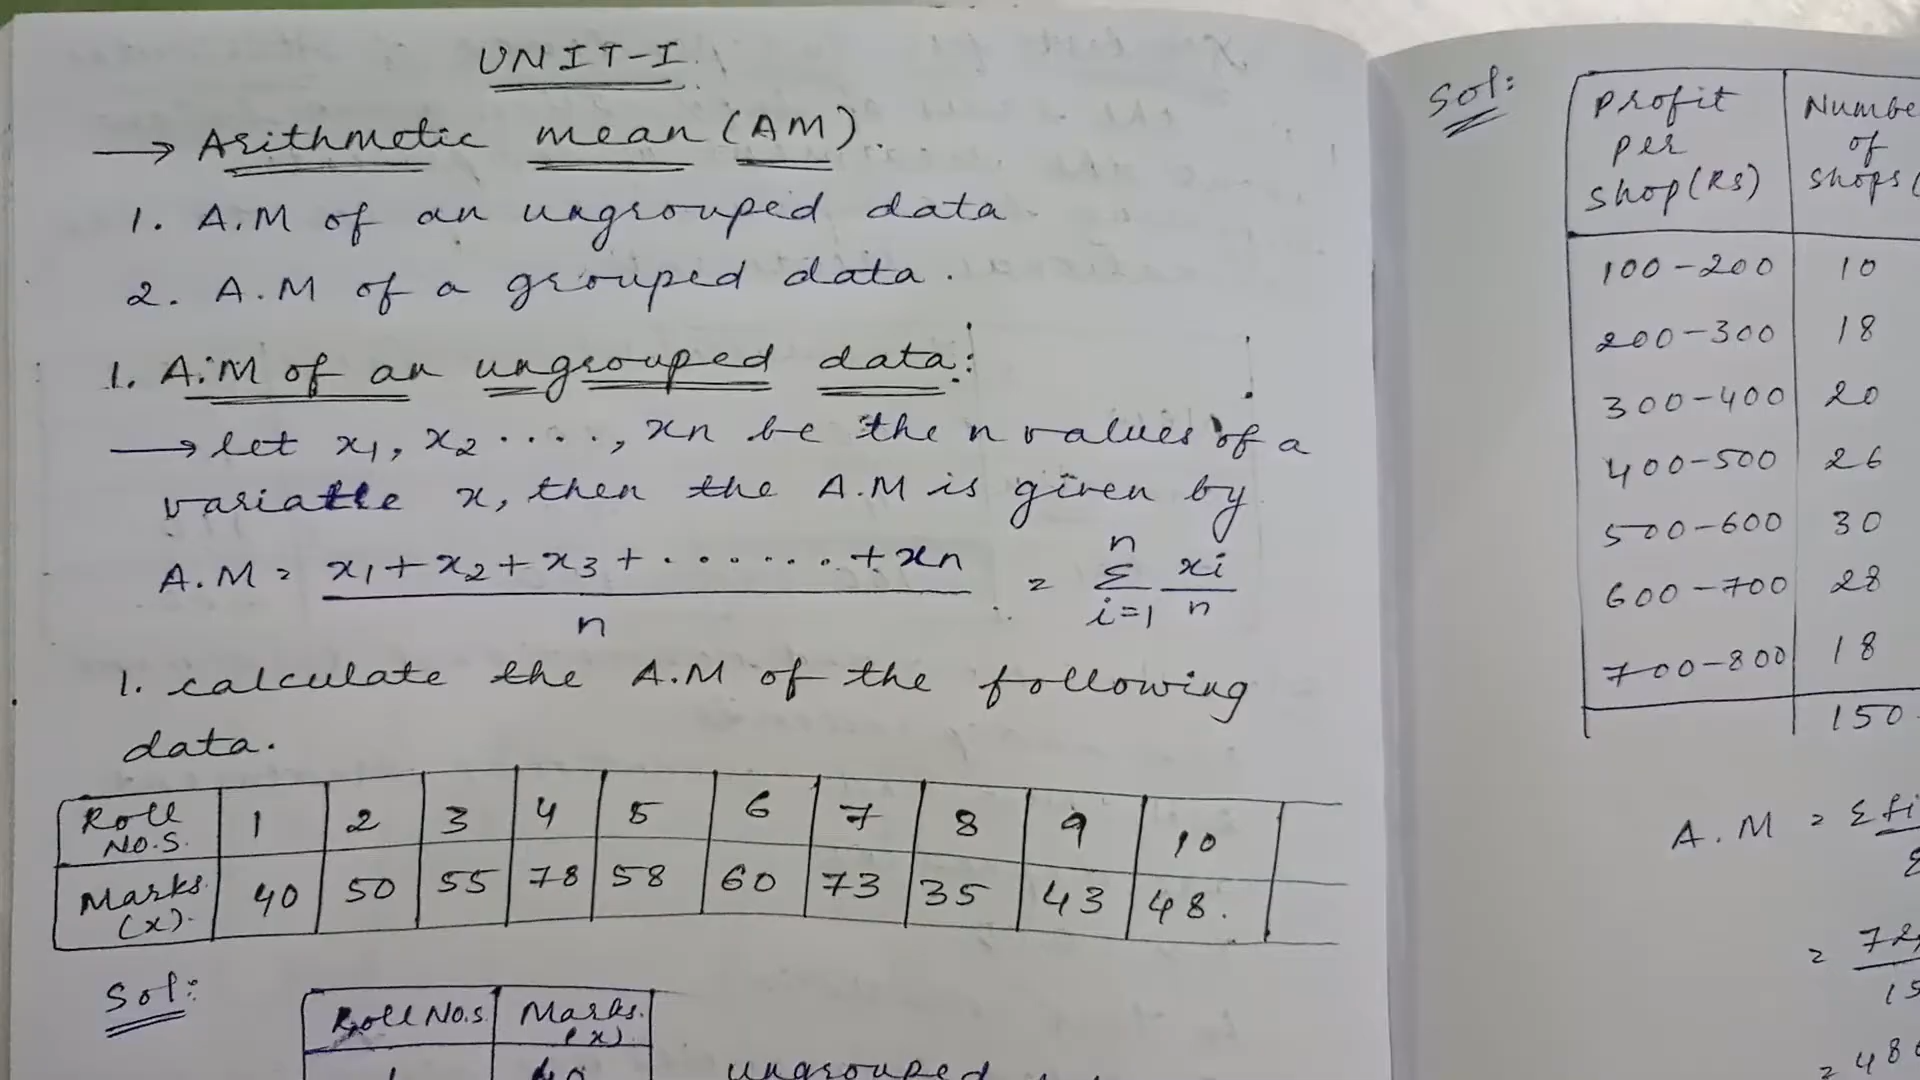 UNIT-I.
→ Arithmetic mean (AM).
1. A.M of an ungrouped data
2. A.M of a grouped data.
1. A.M of an ungrouped data:
→ let x1, x2 ...., xn be the n values of a
variable x, then the A.M is given by
A.M = x1+x2+x3+.......+xn / n = Σ i=1 n xi/n
1. calculate the A.M of the following
data.
Roll No.s. 1 2 3 4 5 6 7 8 9 10
Marks (x). 40 50 55 78 58 60 73 35 43 48.
Sol:
Roll No.s. Marks. (x).
1 40
ungrouped
Sol:
Profit per shop (Rs) of
100-200 10
200-300 18
300-400 20
400-500 26
500-600 30
600-700 28
700-800 18
150
A.M = Σfi
=
=